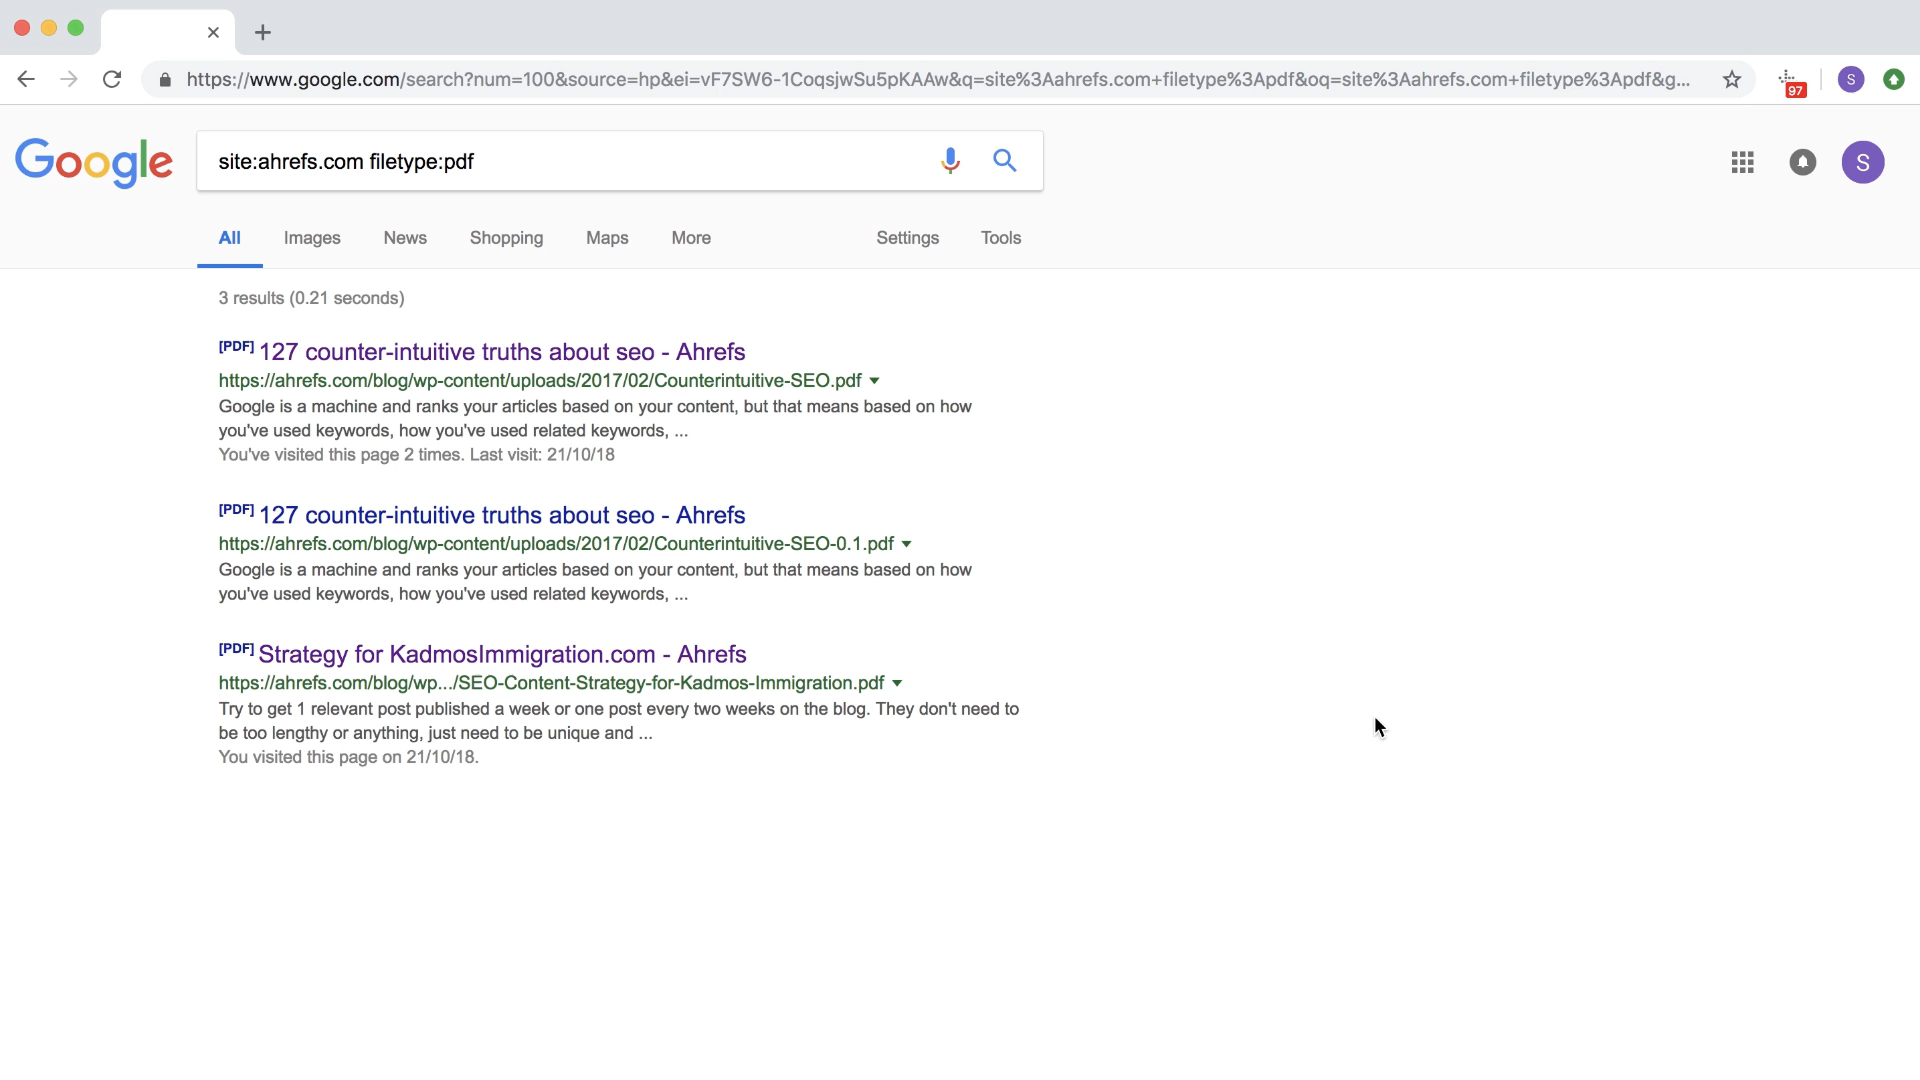 https://www.google.com/search?num=100&source=hp&ei=vF7SW6-1CoqsjwSu5pKAAw&q=site%3Aahrefs.com+filetype%3Apdf&oq=site%3Aahrefs.com+filetype%3Apdf&g...
97
S
Google
site:ahrefs.com filetype:pdf
S
All Images News Shopping Maps More Settings Tools
3 results (0.21 seconds)
[PDF] 127 counter-intuitive truths about seo - Ahrefs
https://ahrefs.com/blog/wp-content/uploads/2017/02/Counterintuitive-SEO.pdf
Google is a machine and ranks your articles based on your content, but that means based on how
you've used keywords, how you've used related keywords, ...
You've visited this page 2 times. Last visit: 21/10/18
[PDF] 127 counter-intuitive truths about seo - Ahrefs
https://ahrefs.com/blog/wp-content/uploads/2017/02/Counterintuitive-SEO-0.1.pdf
Google is a machine and ranks your articles based on your content, but that means based on how
you've used keywords, how you've used related keywords, ...
[PDF] Strategy for KadmosImmigration.com - Ahrefs
https://ahrefs.com/blog/wp.../SEO-Content-Strategy-for-Kadmos-Immigration.pdf
Try to get 1 relevant post published a week or one post every two weeks on the blog. They don't need to
be too lengthy or anything, just need to be unique and ...
You visited this page on 21/10/18.